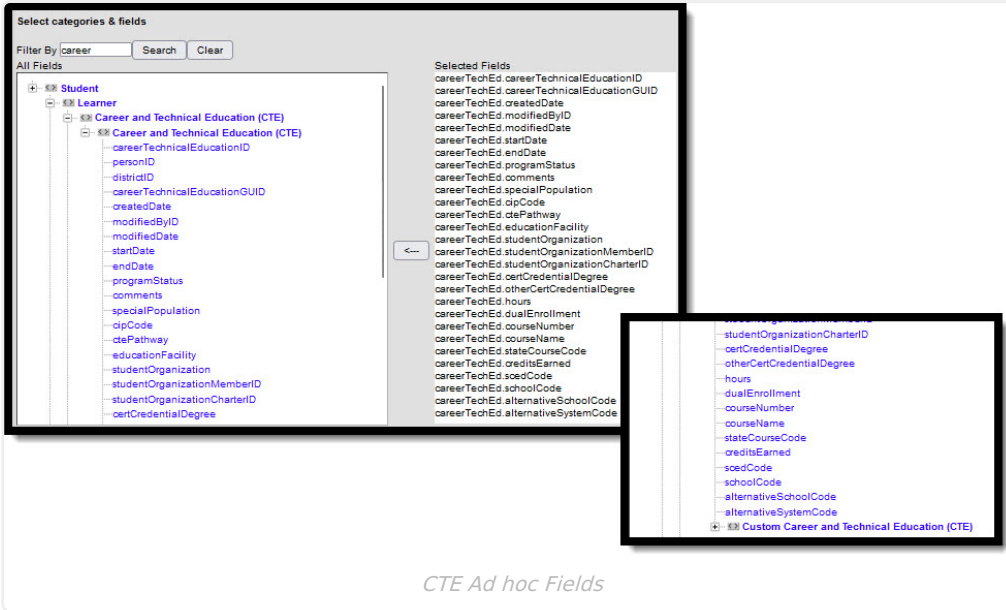 Select categories & fields
Filter By career Search Clear
All Fields
Student
Learner
Career and Technical Education (CTE)
Career and Technical Education (CTE)
careerTechnicalEducationID
personID
districtID
careerTechnicalEducationGUID
createdDate
modifiedByID
modifiedDate
startDate
endDate
programStatus
comments
specialPopulation
cipCode
ctePathway
educationFacility
studentOrganization
studentOrganizationMemberID
studentOrganizationCharterID
certCredentialDegree
<---
Selected Fields
careerTechEd.careerTechnicalEducationID
careerTechEd.careerTechnicalEducationGUID
careerTechEd.createdDate
careerTechEd.modifiedByID
careerTechEd.modifiedDate
careerTechEd.startDate
careerTechEd.endDate
careerTechEd.programStatus
careerTechEd.comments
careerTechEd.specialPopulation
careerTechEd.cipCode
careerTechEd.ctePathway
careerTechEd.educationFacility
careerTechEd.studentOrganization
careerTechEd.studentOrganizationMemberID
careerTechEd.studentOrganizationCharterID
careerTechEd.certCredentialDegree
careerTechEd.otherCertCredentialDegree
careerTechEd.hours
careerTechEd.dualEnrollment
careerTechEd.courseNumber
careerTechEd.courseName
careerTechEd.stateCourseCode
careerTechEd.creditsEarned
careerTechEd.scedCode
careerTechEd.schoolCode
careerTechEd.alternativeSchoolCode
careerTechEd.alternativeSystemCode
studentOrganizationCharterID
certCredentialDegree
otherCertCredentialDegree
hours
dualEnrollment
courseNumber
courseName
stateCourseCode
creditsEarned
scedCode
schoolCode
alternativeSchoolCode
alternativeSystemCode
Custom Career and Technical Education (CTE)
CTE Ad hoc Fields